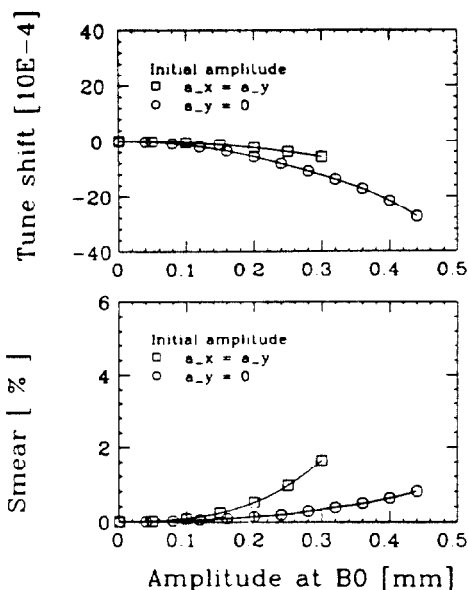 Tune shift [10E-4]
40
20
0
-20
-40
Initial amplitude
a_x = a_y
a_y = 0
0 0.1 0.2 0.3 0.4 0.5
Smear [ % ]
6
4
2
0
Initial amplitude
a_x = a_y
a_y = 0
0 0.1 0.2 0.3 0.4 0.5
Amplitude at B0 [mm]